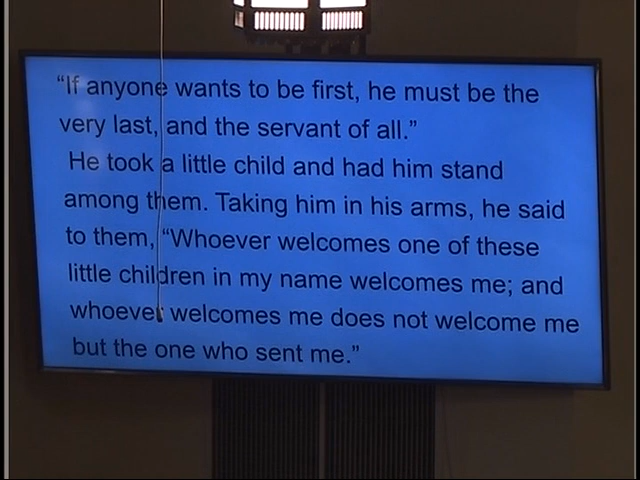 “If anyone wants to be first, he must be the
very last, and the servant of all.”
He took a little child and had him stand
among them. Taking him in his arms, he said
to them, “Whoever welcomes one of these
little children in my name welcomes me; and
whoever welcomes me does not welcome me
but the one who sent me.”